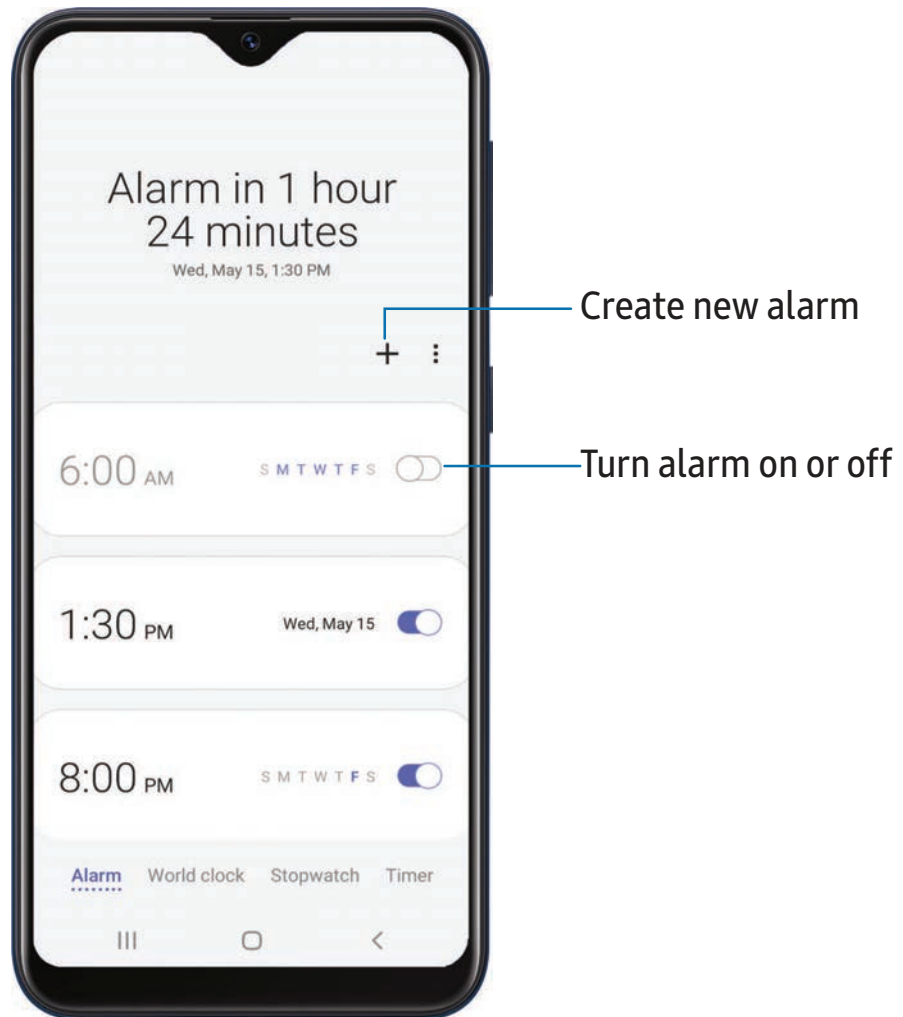 Alarm in 1 hour
24 minutes
Wed, May 15, 1:30 PM
Create new alarm
6:00 AM S M T W T F S
Turn alarm on or off
1:30 PM Wed, May 15
8:00 PM S M T W T F S
Alarm World clock Stopwatch Timer